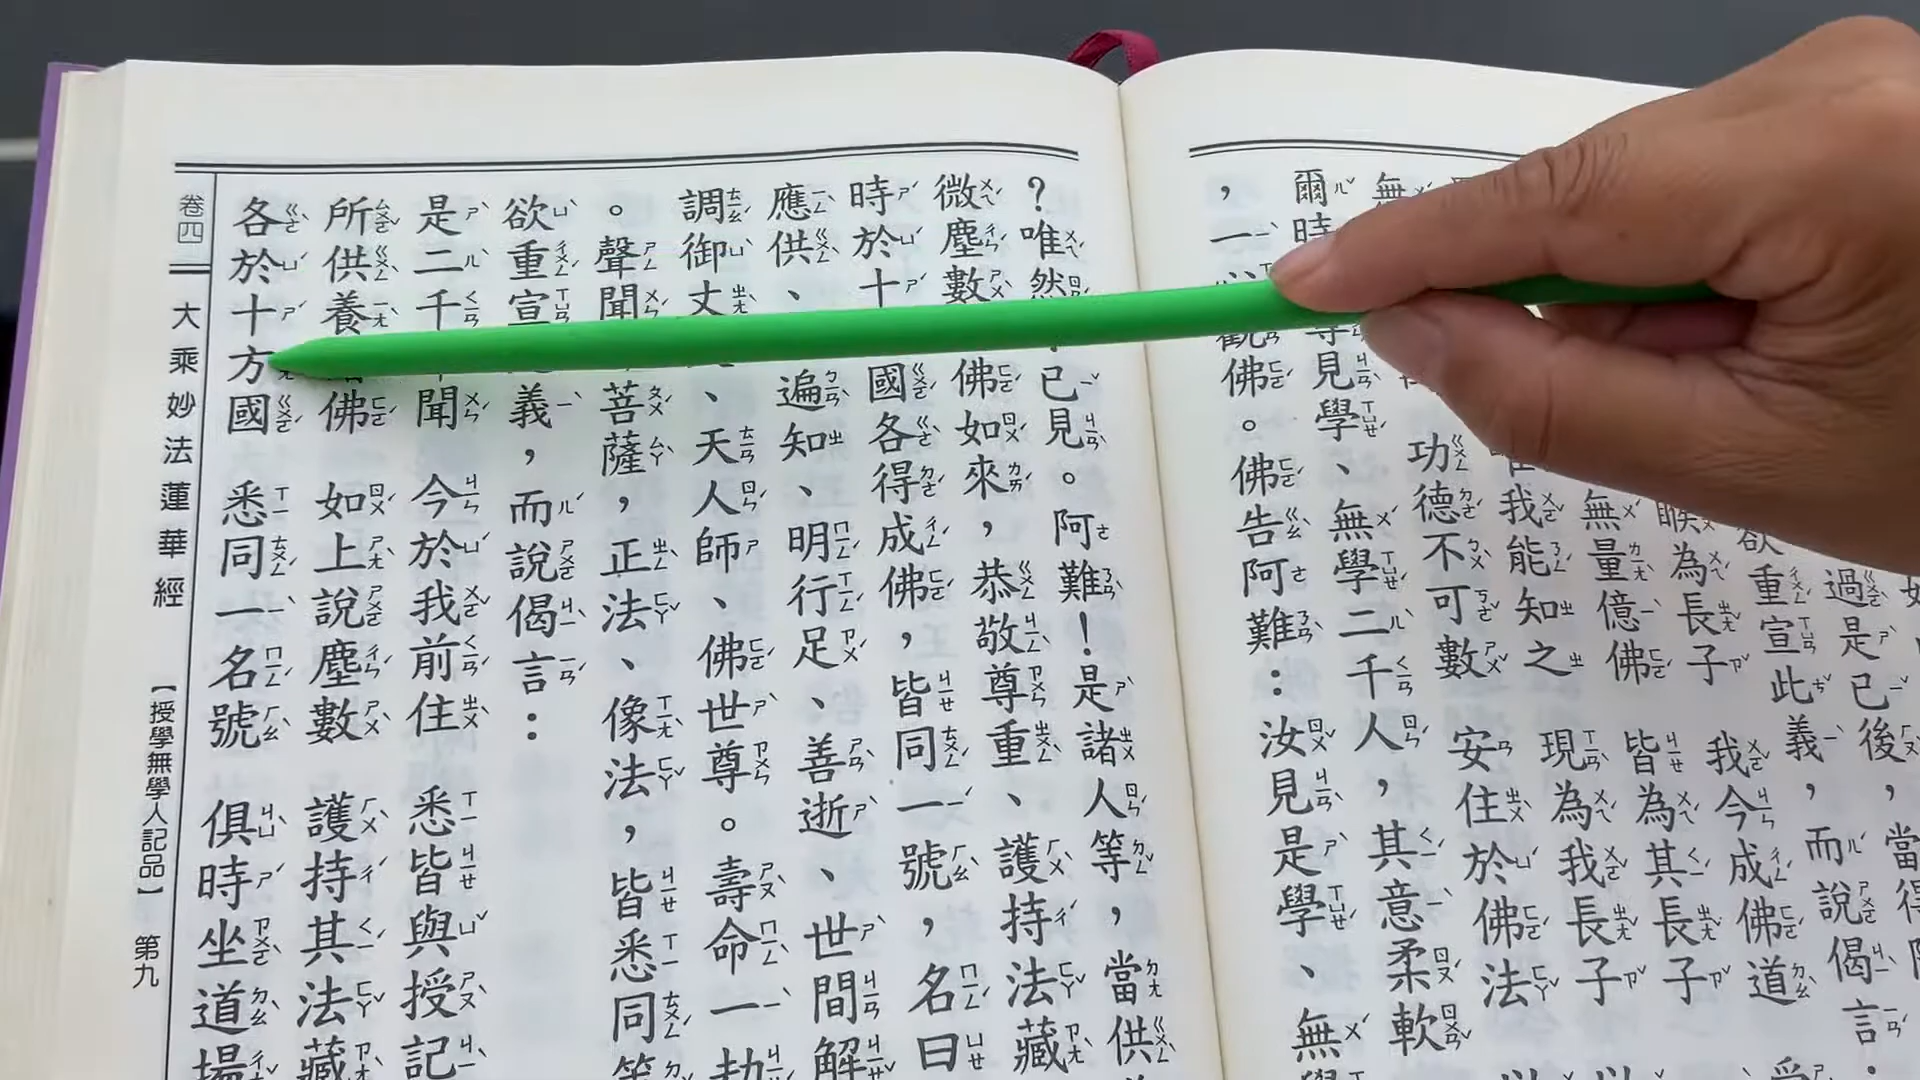 後，當得
過是已
欲重宣此義，而說偈言：
為長子
我今成佛道
無量億佛
皆為其長子
我能知之
現為我長子
功德不可數
安住於佛法
爾時
見學、無學二千人，其意柔軟
，一
觀佛。佛告阿難：汝見是學、無
？唯然
已見。阿難！是諸人等，當供
微塵數
佛如來，恭敬尊重、護持法藏
時於十
國各得成佛，皆同一號，名曰
應供、
遍知、明行足、善逝、世間解
調御丈
、天人師、佛世尊。壽命一劫
。聲聞
菩薩，正法、像法，皆悉同等
欲重宣
義，而說偈言：
是二千
聞　今於我前住　悉皆與授記
所供養
佛　如上說塵數　護持其法藏
各於十方國　悉同一名號　俱時坐道場
卷四
大乘妙法蓮華經
【授學無學人記品】第九